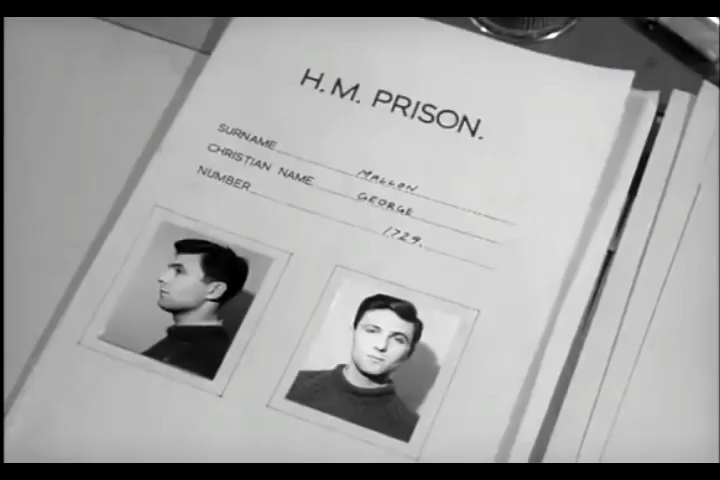 H.M. PRISON.
SURNAME MALLON
CHRISTIAN NAME GEORGE
NUMBER 1729.